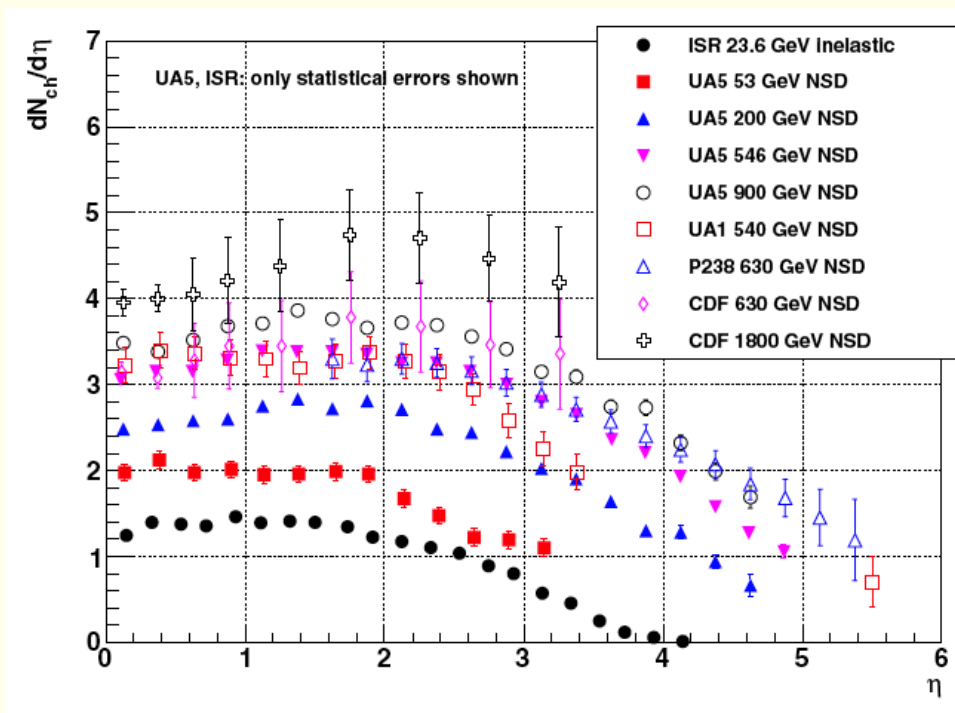 dN_ch/dη
7
6
5
4
3
2
1
0
UA5, ISR: only statistical errors shown
ISR 23.6 GeV inelastic
UA5 53 GeV NSD
UA5 200 GeV NSD
UA5 546 GeV NSD
UA5 900 GeV NSD
UA1 540 GeV NSD
P238 630 GeV NSD
CDF 630 GeV NSD
CDF 1800 GeV NSD
0 1 2 3 4 5 6
η